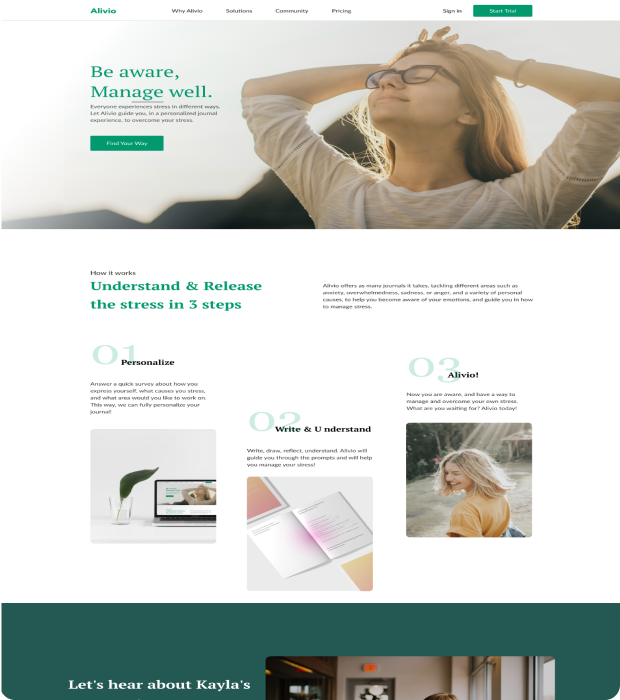 Alivio
Why Alivio
Solutions
Community
Pricing
Sign in
Start Trial
Be aware,
Manage well.
Everyone experiences stress in different ways.
Let Alivio guide you, in a personalized journal
experience, to overcome your stress.
Find Your Way
How it works
Understand & Release
the stress in 3 steps
Alivio offers as many journals it takes, tackling different areas such as
anxiety, overwhelmedness, sadness, or anger, and a variety of personal
causes, to help you become aware of your emotions, and guide you in how
to manage stress.
01
Personalize
Answer a quick survey about how you
express yourself, what causes you stress,
and what area would you like to work on.
This way, we can fully personalize your
journal!
02
Write & U nderstand
Write, draw, reflect, understand. Alivio will
guide you through the prompts and will help
you manage your stress!
03
Alivio!
Now you are aware, and have a way to
manage and overcome your own stress.
What are you waiting for? Alivio today!
Let's hear about Kayla's